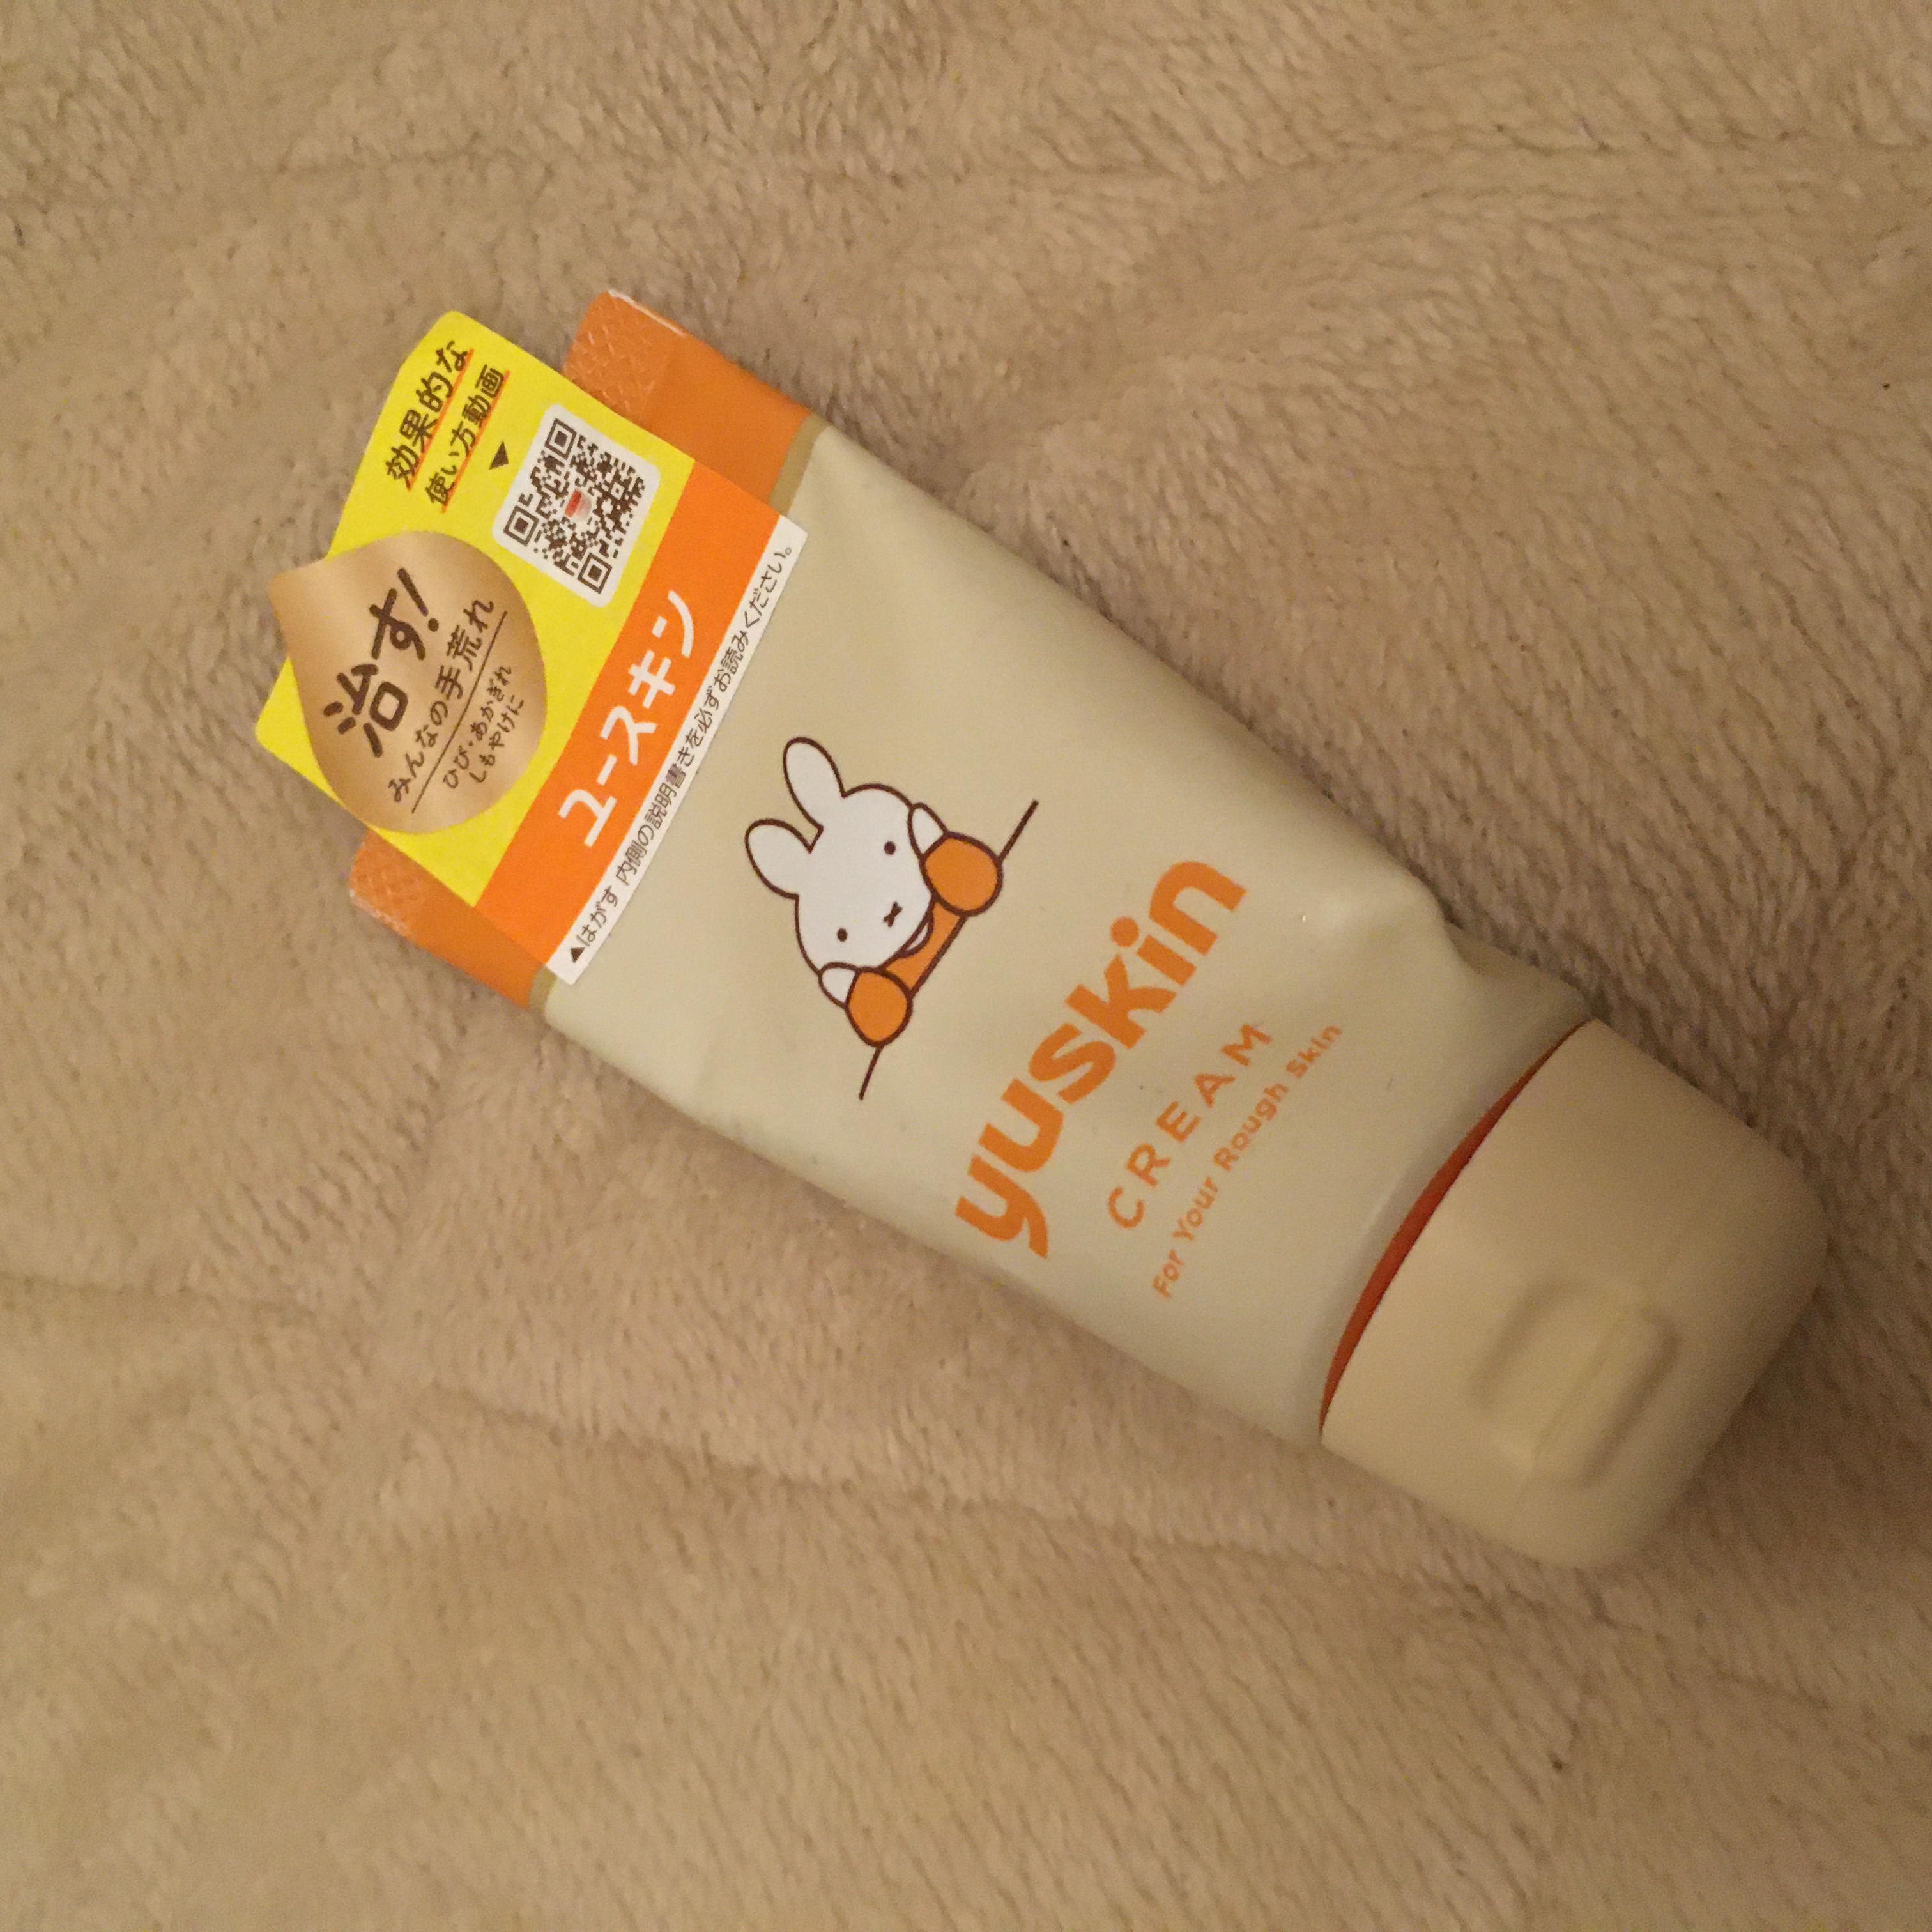 効果的な
使い方動画
▼
治す!
みんなの手荒れ
ひび・あかぎれ
しもやけに
ユースキン
▲はがす 内側の説明書きを必ずお読みください。
yuskin
CREAM
For Your Rough Skin